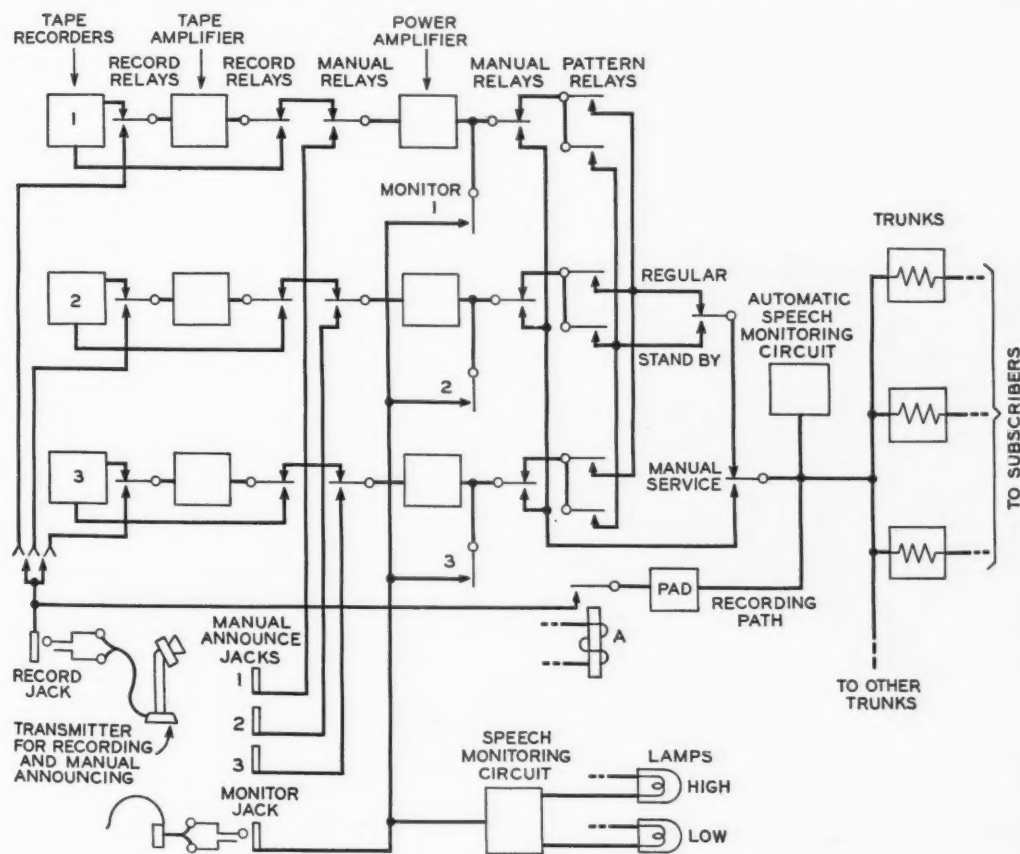 TAPE
RECORDERS
TAPE
AMPLIFIER
POWER
AMPLIFIER
RECORD
RELAYS
RECORD
RELAYS
MANUAL
RELAYS
MANUAL
RELAYS
PATTERN
RELAYS
1
MONITOR
1
TRUNKS
2
REGULAR
AUTOMATIC
SPEECH
MONITORING
CIRCUIT
STAND BY
2
TO SUBSCRIBERS
3
MANUAL
SERVICE
3
PAD
RECORDING
PATH
A
MANUAL
ANNOUNCE
JACKS
1
2
3
RECORD
JACK
TRANSMITTER
FOR RECORDING
AND MANUAL
ANNOUNCING
TO OTHER
TRUNKS
MONITOR
JACK
SPEECH
MONITORING
CIRCUIT
LAMPS
HIGH
LOW